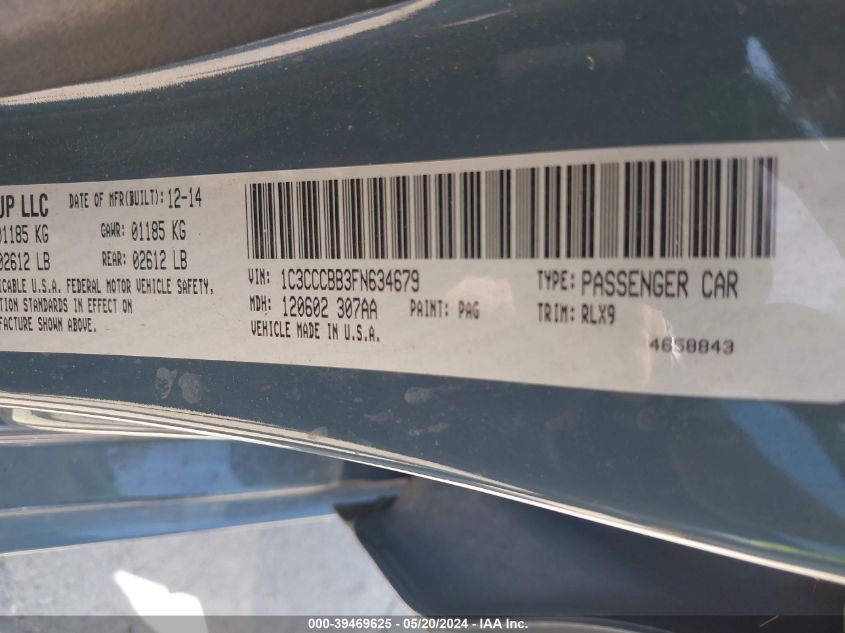 UP LLC DATE OF MFR(BUILT): 12-14
01185 KG GAWR: 01185 KG
02612 LB REAR: 02612 LB
ICABLE U.S.A. FEDERAL MOTOR VEHICLE SAFETY,
TION STANDARDS IN EFFECT ON
FACTURE SHOWN ABOVE.
VIN: 1C3CCCBB3FN634679 TYPE: PASSENGER CAR
MDH: 120602 307AA PAINT: PAG TRIM: RLX9
VEHICLE MADE IN U.S.A.
4658843
000-39469625 - 05/20/2024 - IAA Inc.